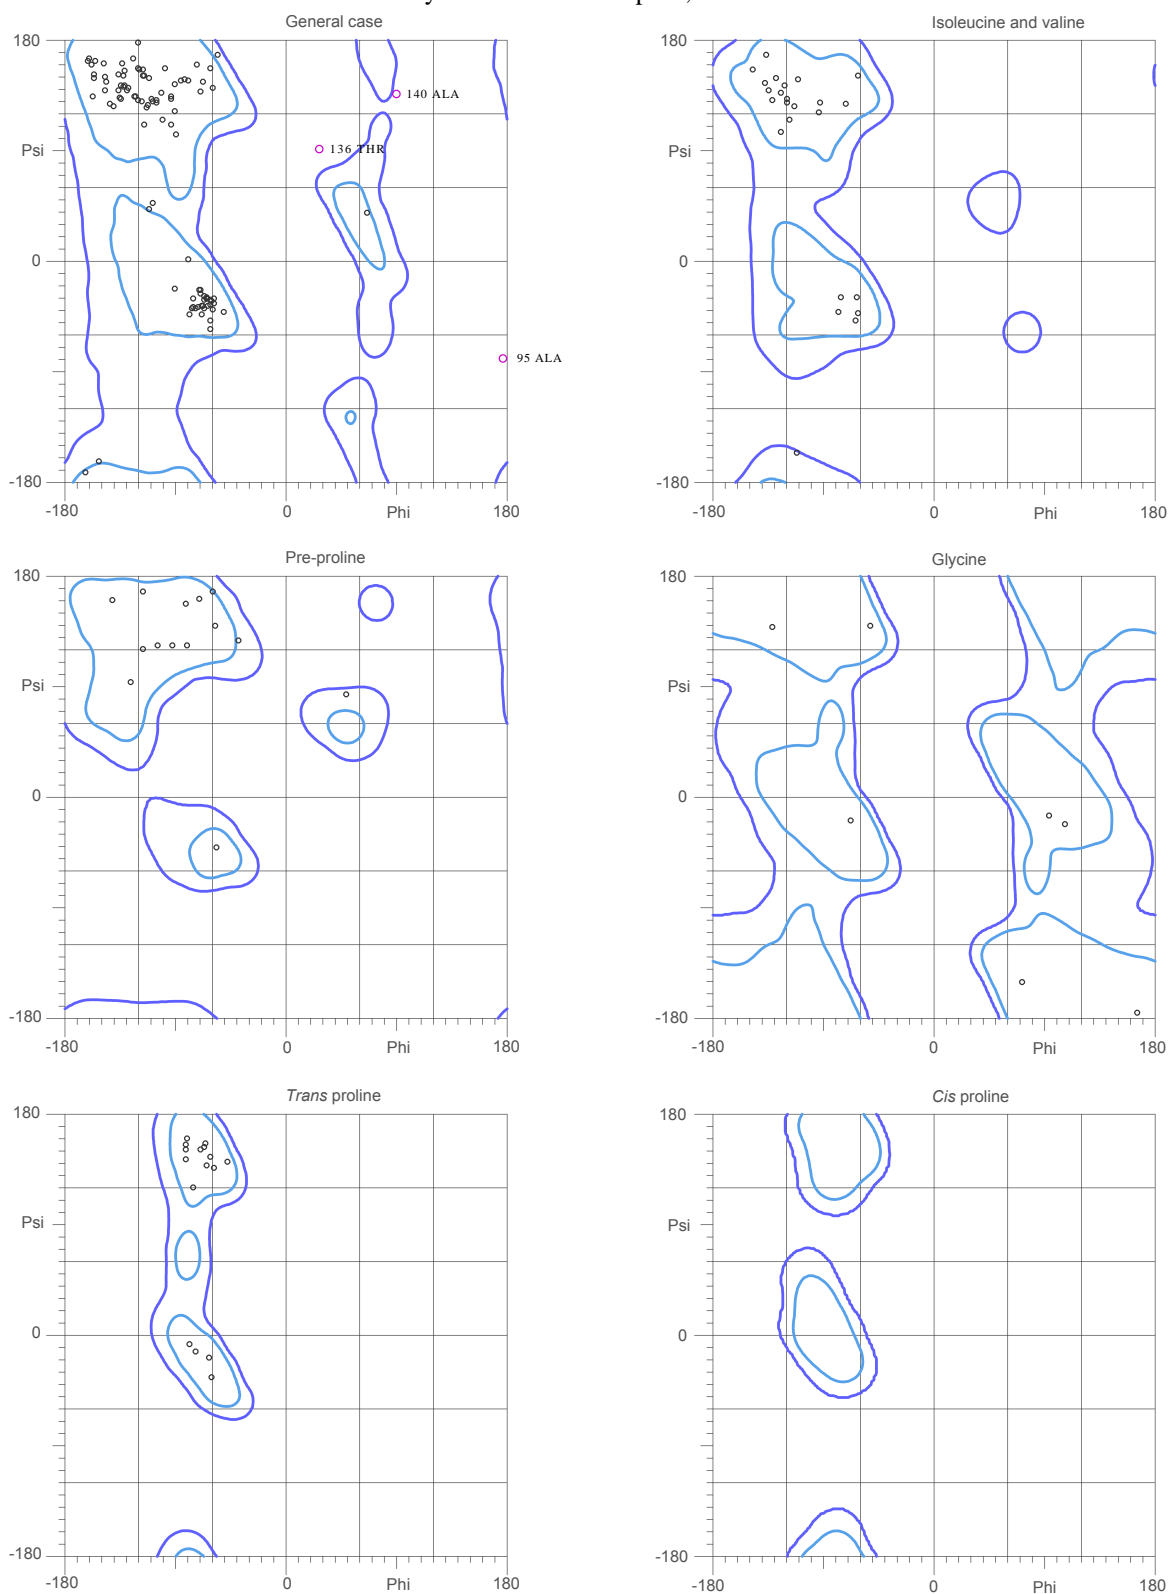 General case
Isoleucine and valine
180
180
140 ALA
136 THR
Psi
Psi
0
0
95 ALA
-180
-180
-180
0
Phi
180
-180
0
Phi
180
Pre-proline
Glycine
180
180
Psi
Psi
0
0
-180
-180
-180
0
Phi
180
-180
0
Phi
180
Trans proline
Cis proline
180
180
Psi
Psi
0
0
-180
-180
-180
0
Phi
180
-180
0
Phi
180